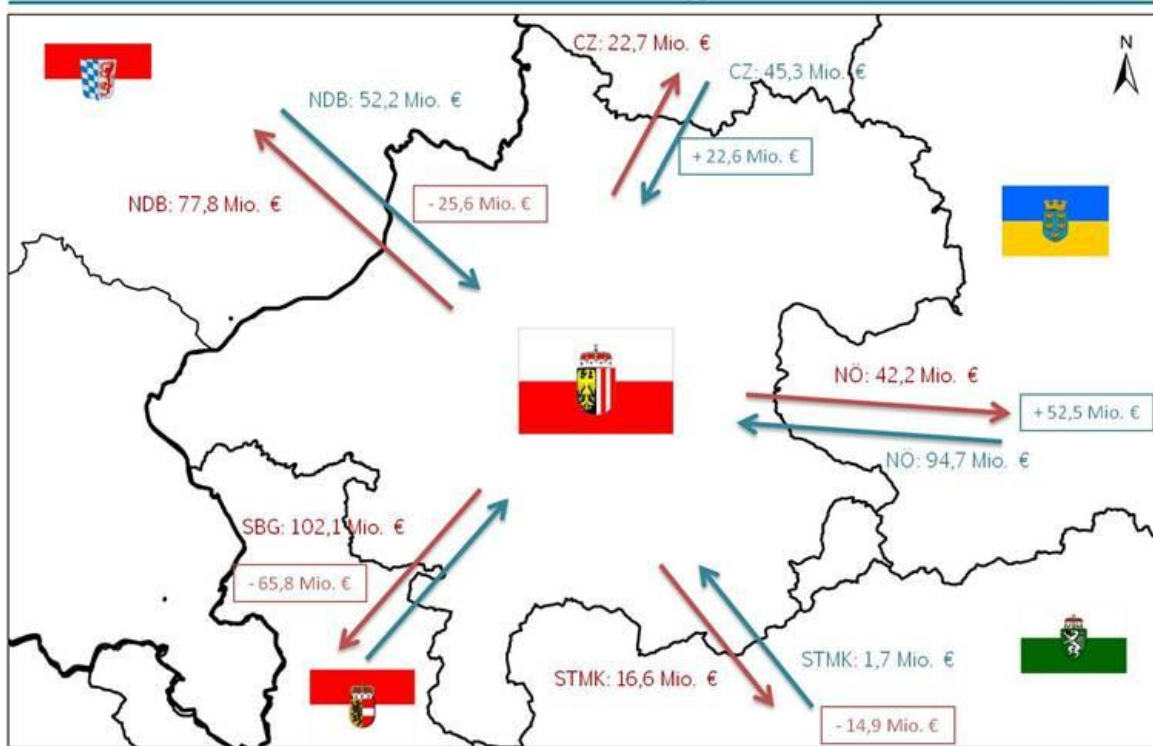 CZ: 22,7 Mio. €
N
CZ: 45,3 Mio. €
NDB: 52,2 Mio. €
+ 22,6 Mio. €
NDB: 77,8 Mio. €
- 25,6 Mio. €
NÖ: 42,2 Mio. €
+ 52,5 Mio. €
NÖ: 94,7 Mio. €
SBG: 102,1 Mio. €
- 65,8 Mio. €
STMK: 1,7 Mio. €
STMK: 16,6 Mio. €
- 14,9 Mio. €